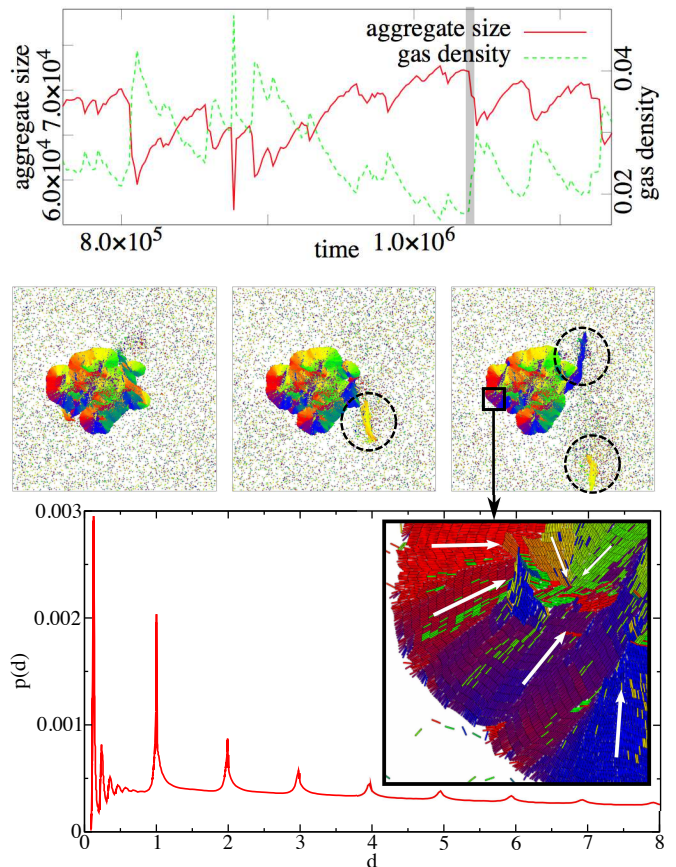 aggregate size
gas density
aggregate size
6.0×10⁴ 7.0×10⁴
0.02 0.04
gas density
8.0×10⁵ 1.0×10⁶
time
0.003
0.002
0.001
0
p(d)
0 1 2 3 4 5 6 7 8
d